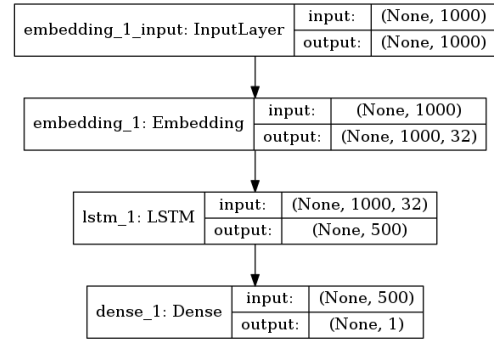 embedding_1_input: InputLayer
input: (None, 1000)
output: (None, 1000)
embedding_1: Embedding
input: (None, 1000)
output: (None, 1000, 32)
lstm_1: LSTM
input: (None, 1000, 32)
output: (None, 500)
dense_1: Dense
input: (None, 500)
output: (None, 1)